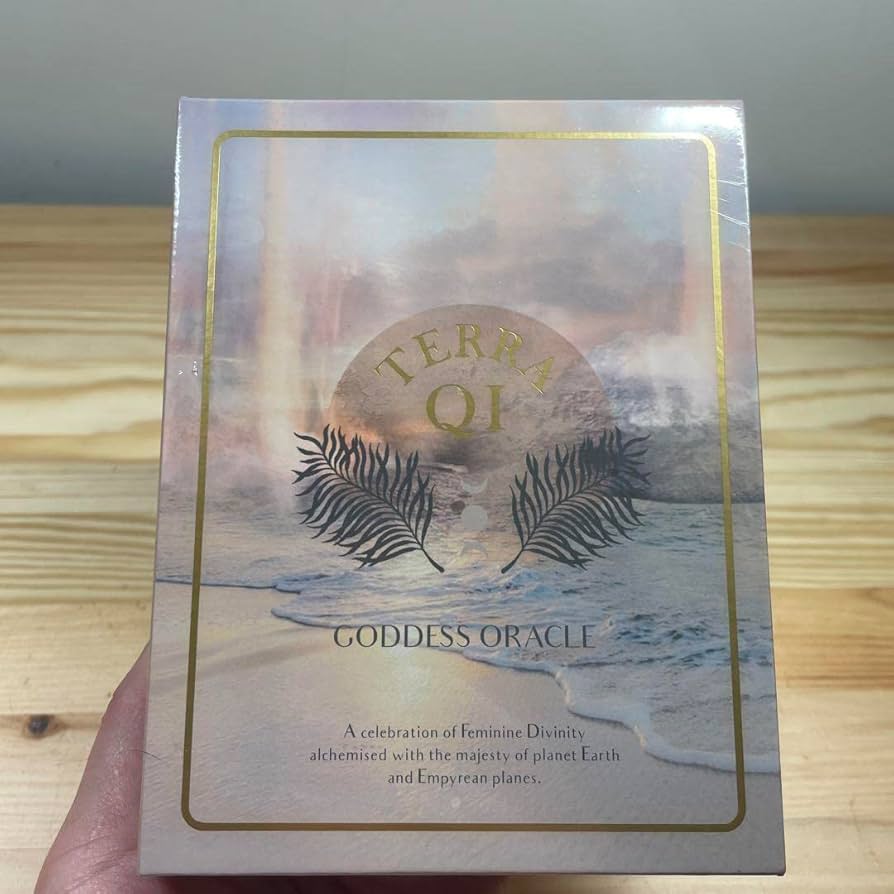 TERRA
QI
GODDESS ORACLE
A celebration of Feminine Divinity
alchemised with the majesty of planet Earth
and Empyrean planes.